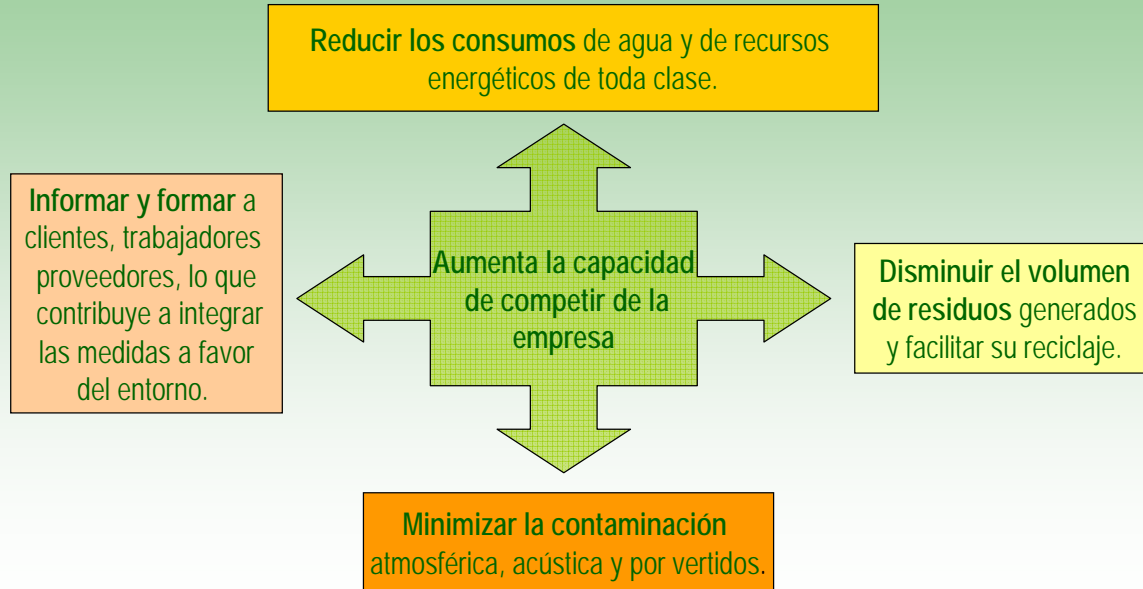 Reducir los consumos de agua y de recursos
energéticos de toda clase.
Informar y formar a
clientes, trabajadores
proveedores, lo que
contribuye a integrar
las medidas a favor
del entorno.
Aumenta la capacidad
de competir de la
empresa
Disminuir el volumen
de residuos generados
y facilitar su reciclaje.
Minimizar la contaminación
atmosférica, acústica y por vertidos.